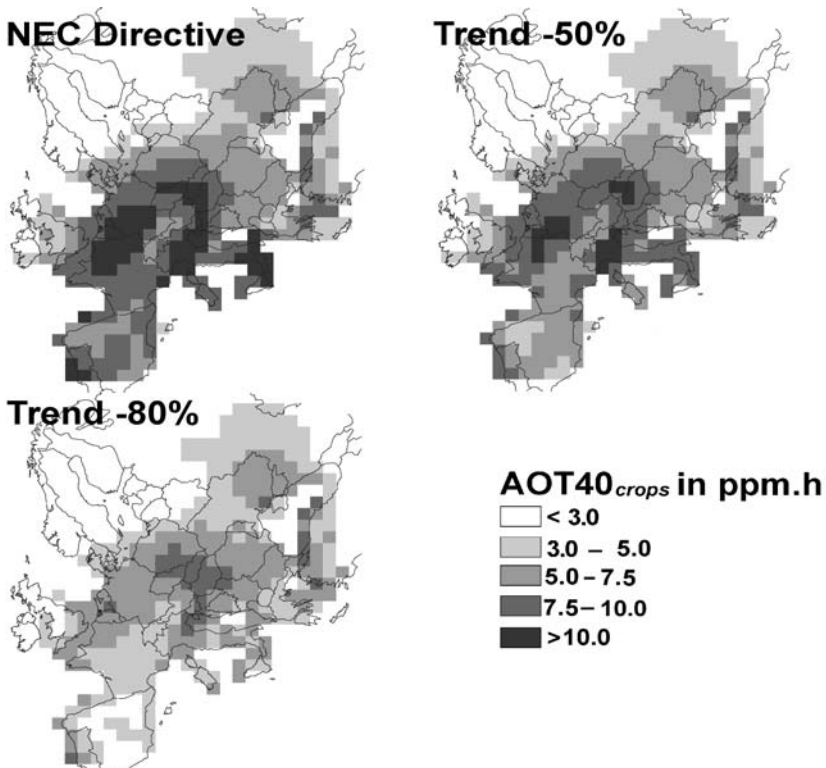 NEC Directive
Trend -50%
Trend -80%
AOT40crops in ppm.h
< 3.0
3.0 – 5.0
5.0 – 7.5
7.5 – 10.0
>10.0